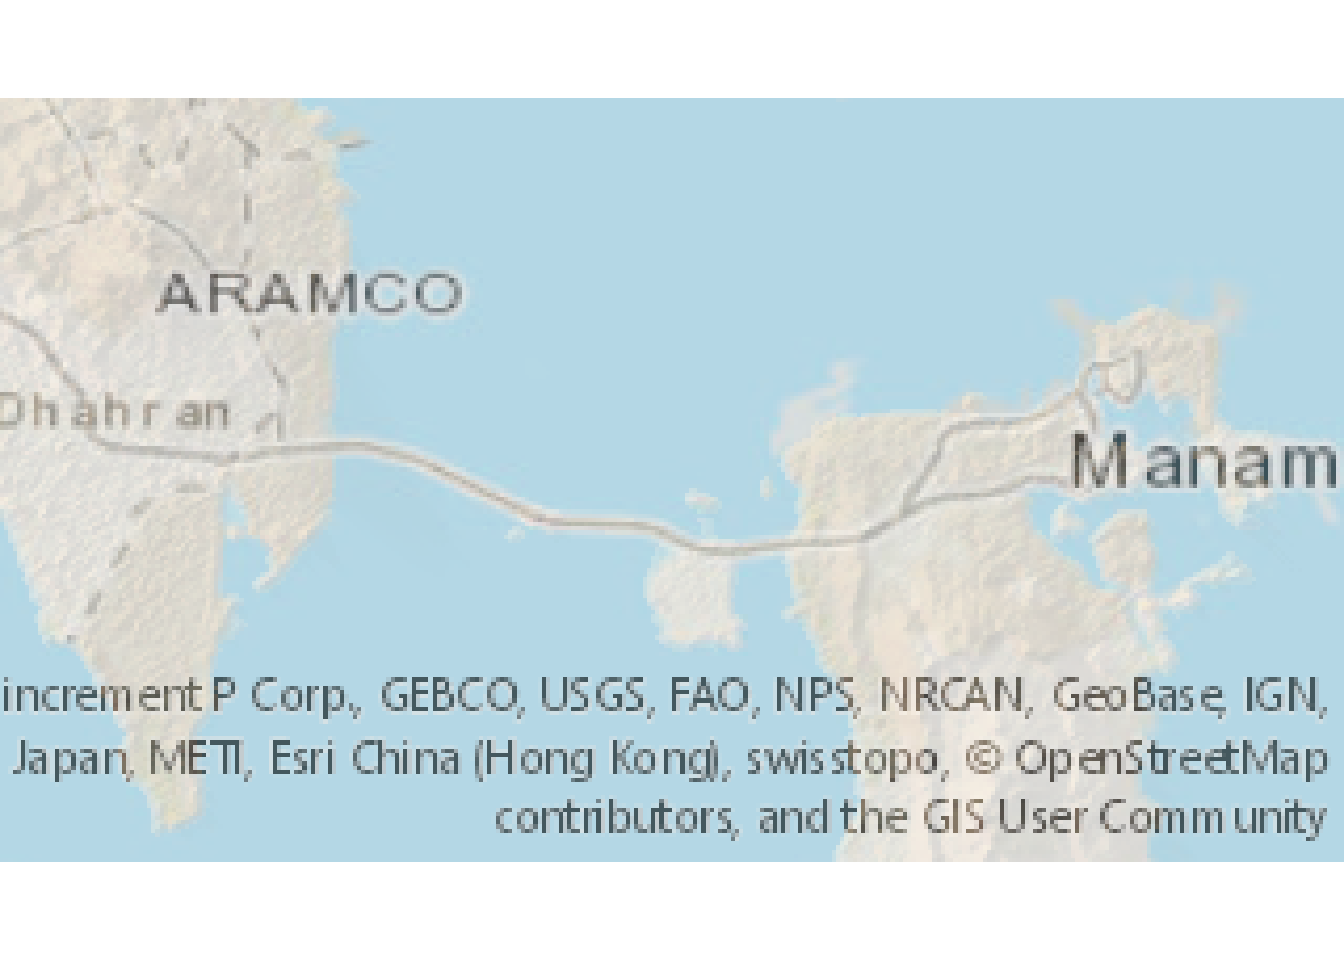 ARAMCO
Dhahran
Manam
increment P Corp., GEBCO, USGS, FAO, NPS, NRCAN, GeoBase, IGN,
Japan, METI, Esri China (Hong Kong), swisstopo, © OpenStreetMap
contributors, and the GIS User Community